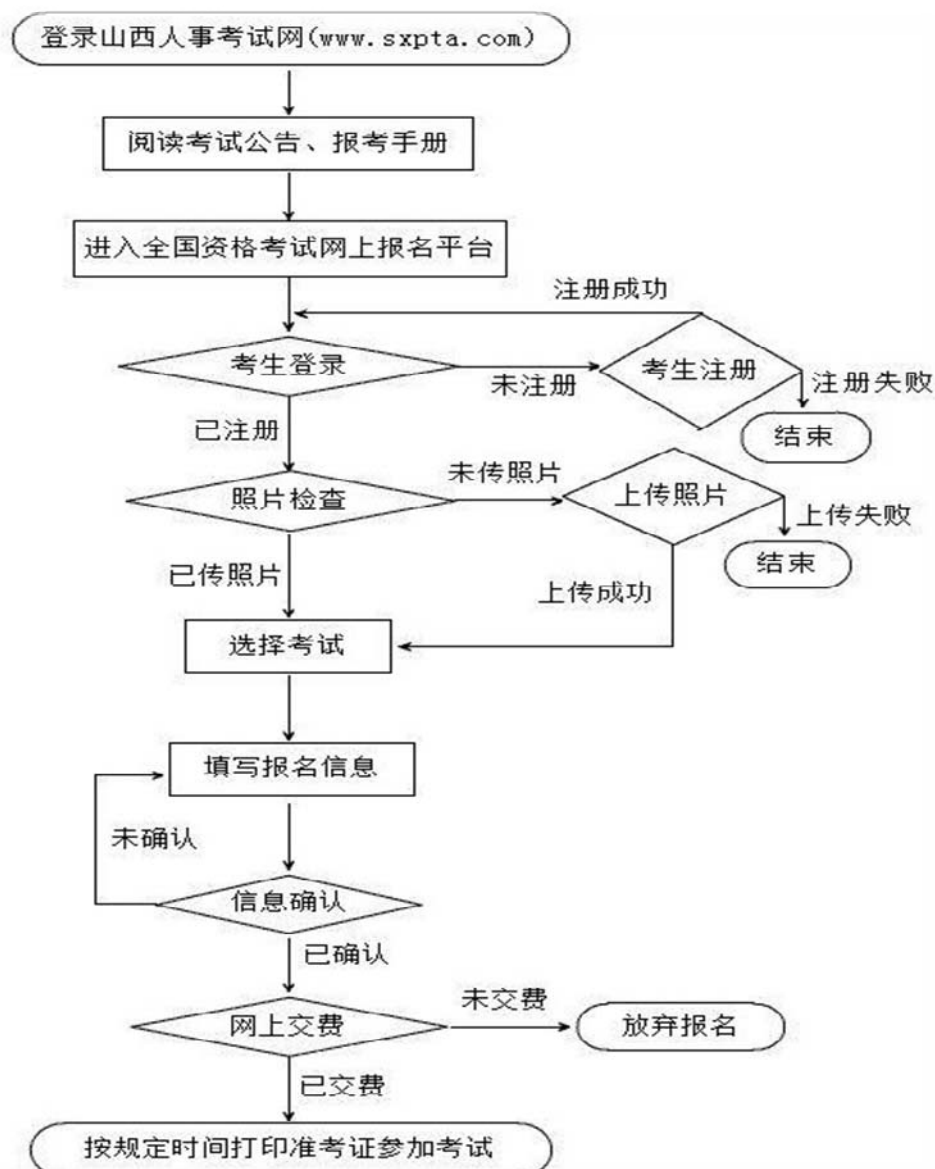 登录山西人事考试网(www.sxpta.com)
阅读考试公告、报考手册
进入全国资格考试网上报名平台
注册成功
考生登录
未注册
考生注册
注册失败
结束
已注册
照片检查
未传照片
上传照片
上传失败
结束
已传照片
上传成功
选择考试
填写报名信息
未确认
信息确认
已确认
网上交费
未交费
放弃报名
已交费
按规定时间打印准考证参加考试